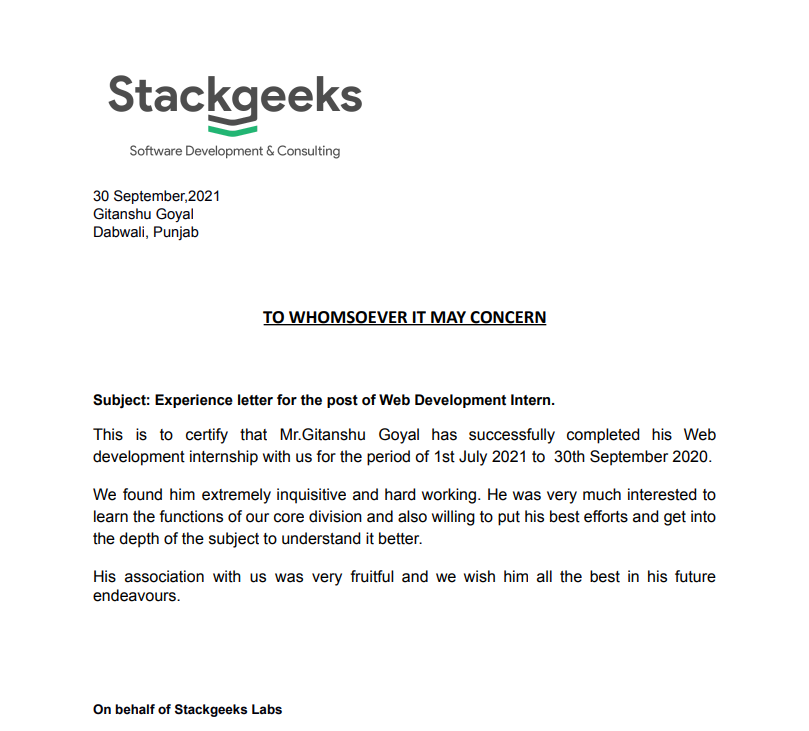 Stackgeeks
Software Development & Consulting
30 September,2021
Gitanshu Goyal
Dabwali, Punjab
TO WHOMSOEVER IT MAY CONCERN
Subject: Experience letter for the post of Web Development Intern.
This is to certify that Mr.Gitanshu Goyal has successfully completed his Web
development internship with us for the period of 1st July 2021 to  30th September 2020.
We found him extremely inquisitive and hard working. He was very much interested to
learn the functions of our core division and also willing to put his best efforts and get into
the depth of the subject to understand it better.
His association with us was very fruitful and we wish him all the best in his future
endeavours.
On behalf of Stackgeeks Labs